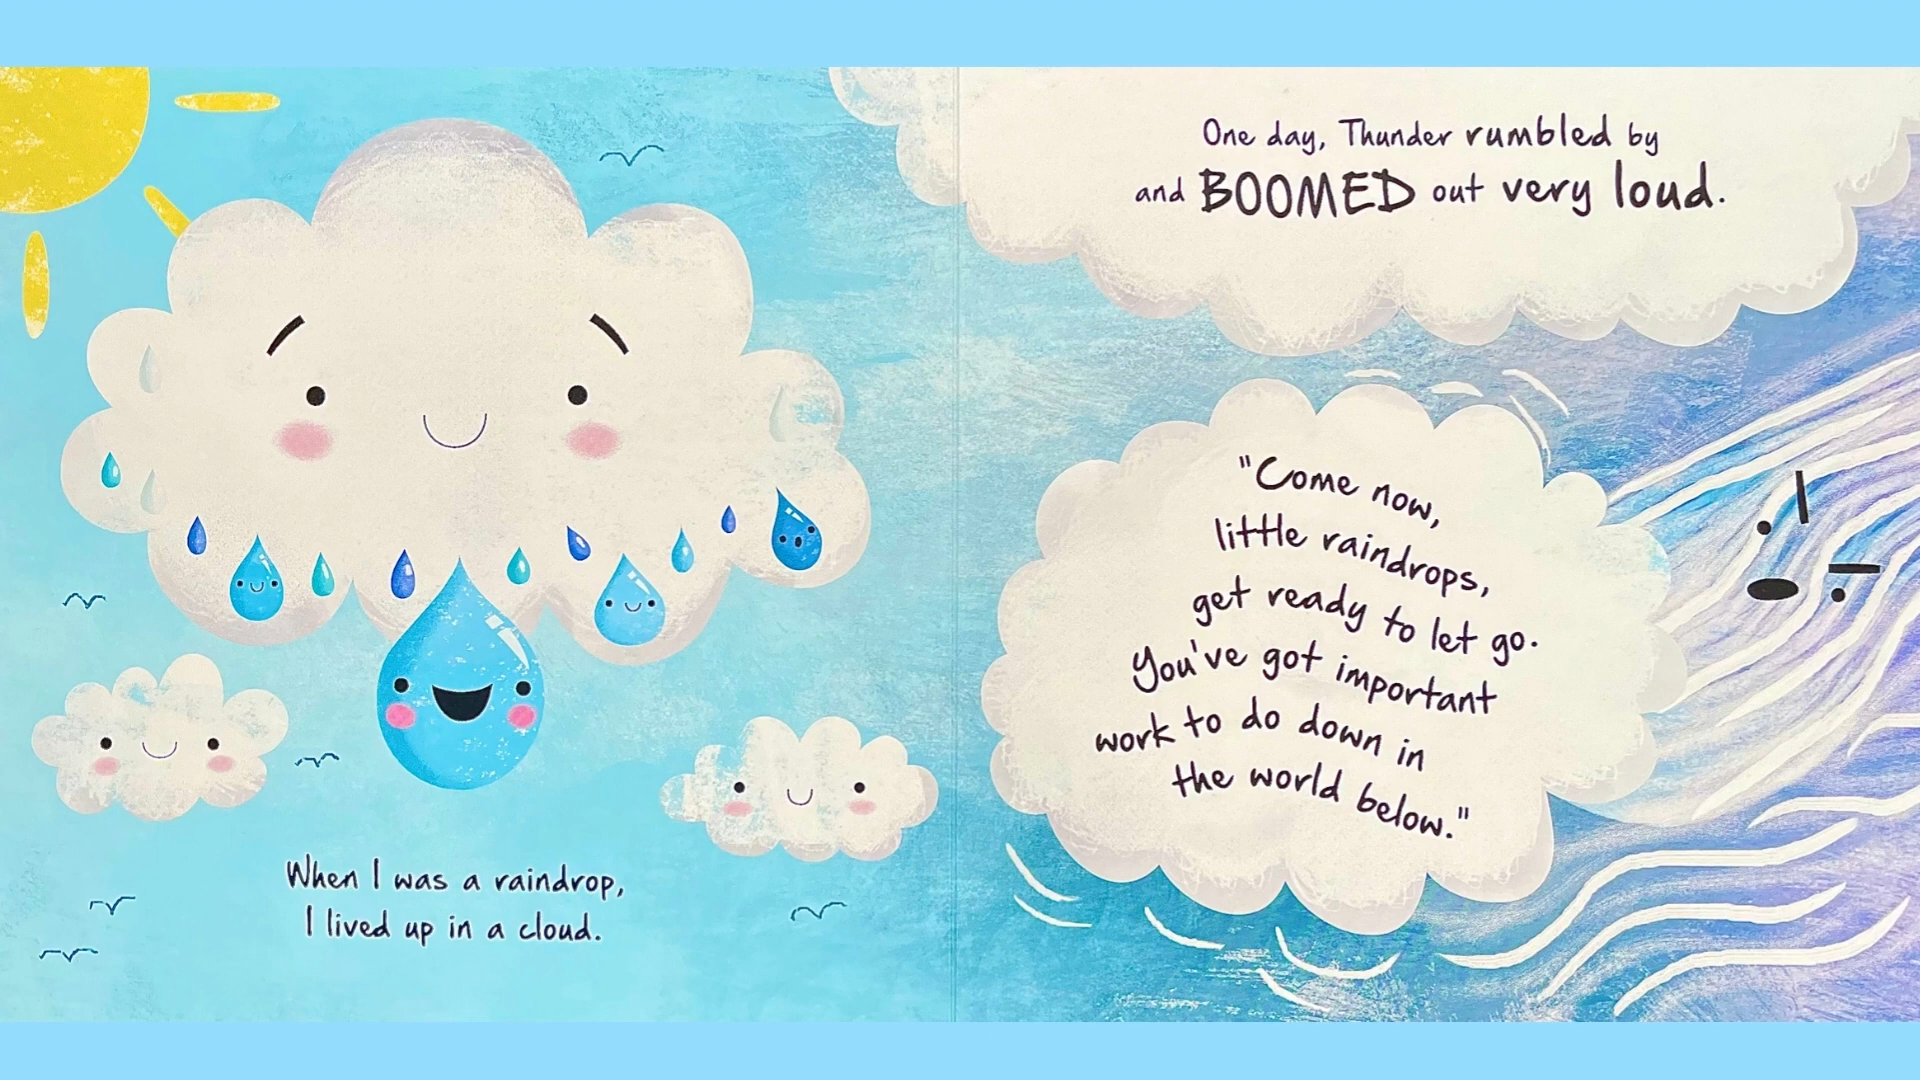 When I was a raindrop,
I lived up in a cloud.
One day, Thunder rumbled by
and BOOMED out very loud.
"Come now,
little raindrops,
get ready to let go.
You've got important
work to do down in
the world below."